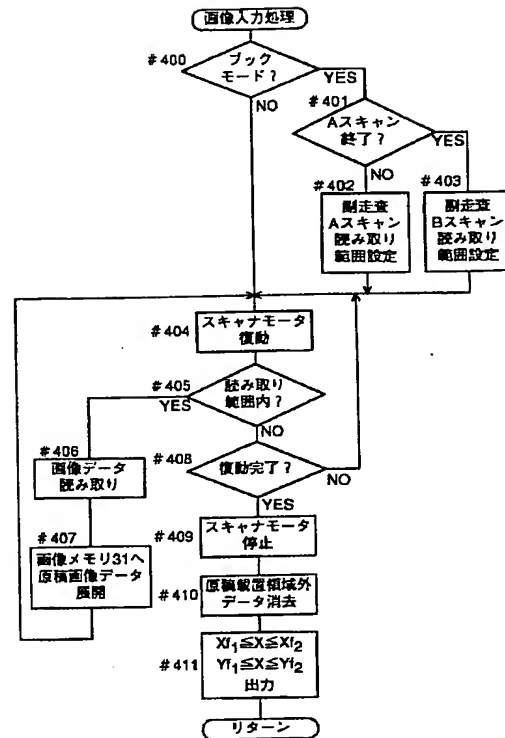 画像入力処理
#400
ブック
モード?
YES
NO
#401
Aスキャン
終了?
YES
NO
#402
副走査
Aスキャン
読み取り
範囲設定
#403
副走査
Bスキャン
読み取り
範囲設定
#404
スキャナモータ
復動
#405
読み取り
範囲内?
YES
NO
#406
画像データ
読み取り
#407
画像メモリ31へ
原稿画像データ
展開
#408
復動完了?
NO
YES
#409
スキャナモータ
停止
#410
原稿載置領域外
データ消去
#411
Xf1≦X≦Xf2
Yf1≦X≦Yf2
出力
リターン